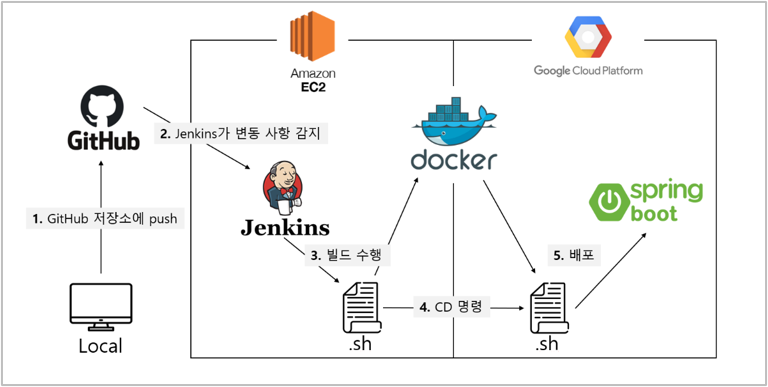 Amazon
EC2
Google Cloud Platform
GitHub
2. Jenkins가 변동 사항 감지
docker
Jenkins
spring
boot
1. GitHub 저장소에 push
3. 빌드 수행
5. 배포
4. CD 명령
Local
.sh
.sh